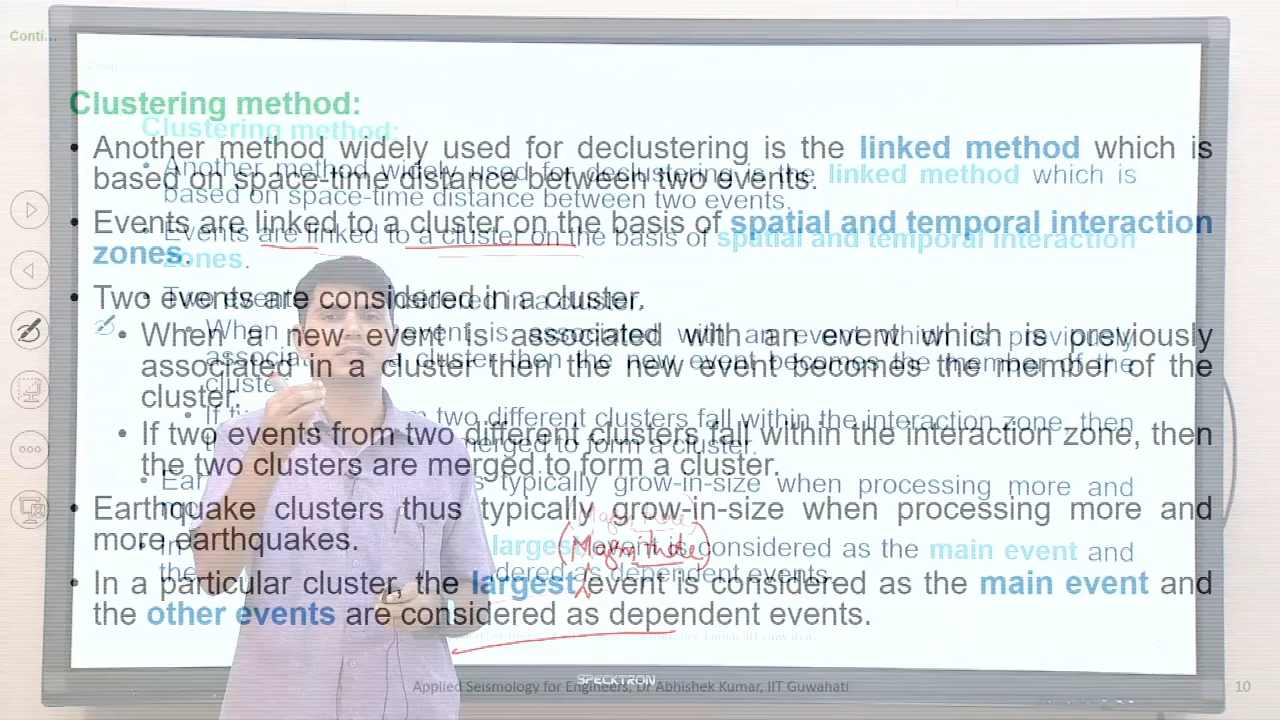 Conti...
Clustering method:
• Another method widely used for declustering is the linked method which is
based on space-time distance between two events.
• Events are linked to a cluster on the basis of spatial and temporal interaction
zones.
• Two events are considered in a cluster.
• When a new event is associated with an event which is previously
associated in a cluster then the new event becomes the member of the
cluster.
• If two events from two different clusters fall within the interaction zone, then
the two clusters are merged to form a cluster.
• Earthquake clusters thus typically grow-in-size when processing more and
more earthquakes.
• In a particular cluster, the largest event is considered as the main event and
the other events are considered as dependent events.
SPECKTRON
Applied Seismology for Engineers, Dr Abhishek Kumar, IIT Guwahati
10